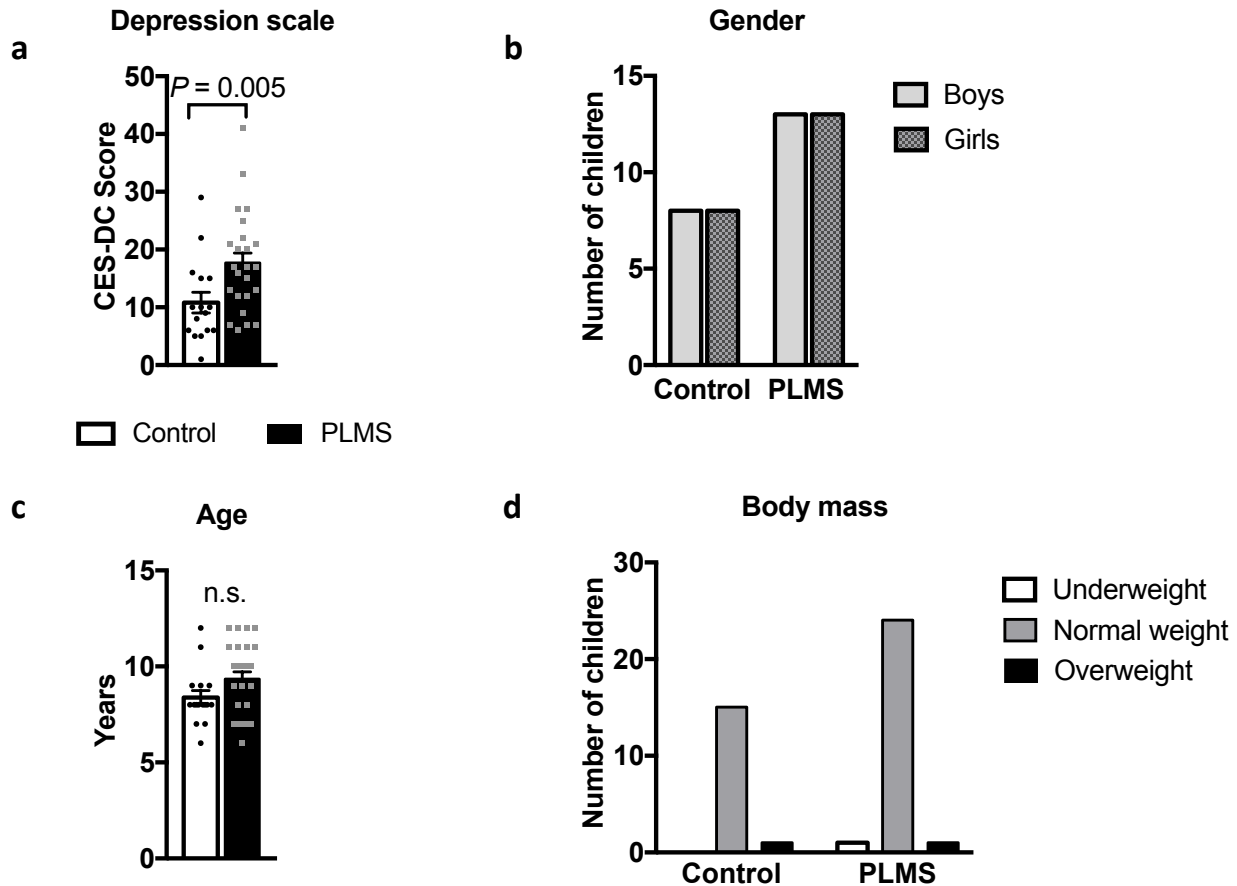 a
Depression scale
CES-DC Score
50
40
30
20
10
0
P = 0.005
Control
PLMS
b
Gender
Number of children
15
10
5
0
Control PLMS
Boys
Girls
c
Age
Years
15
10
5
0
n.s.
d
Body mass
Number of children
30
20
10
0
Control PLMS
Underweight
Normal weight
Overweight